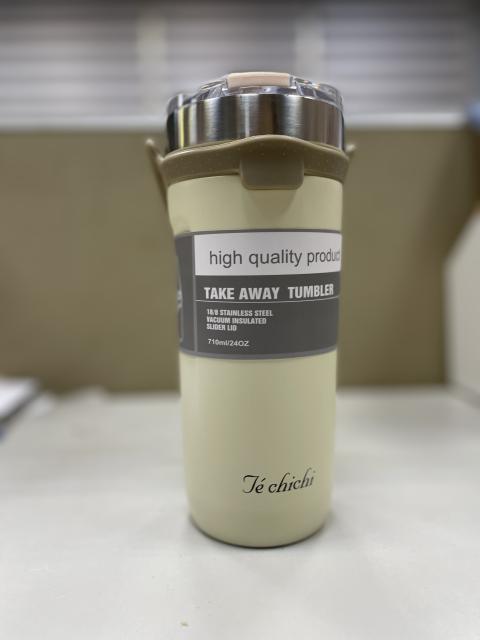 high quality product
TAKE AWAY TUMBLER
18/8 STAINLESS STEEL
VACUUM INSULATED
SLIDER LID
710ml/24OZ
Té chichi